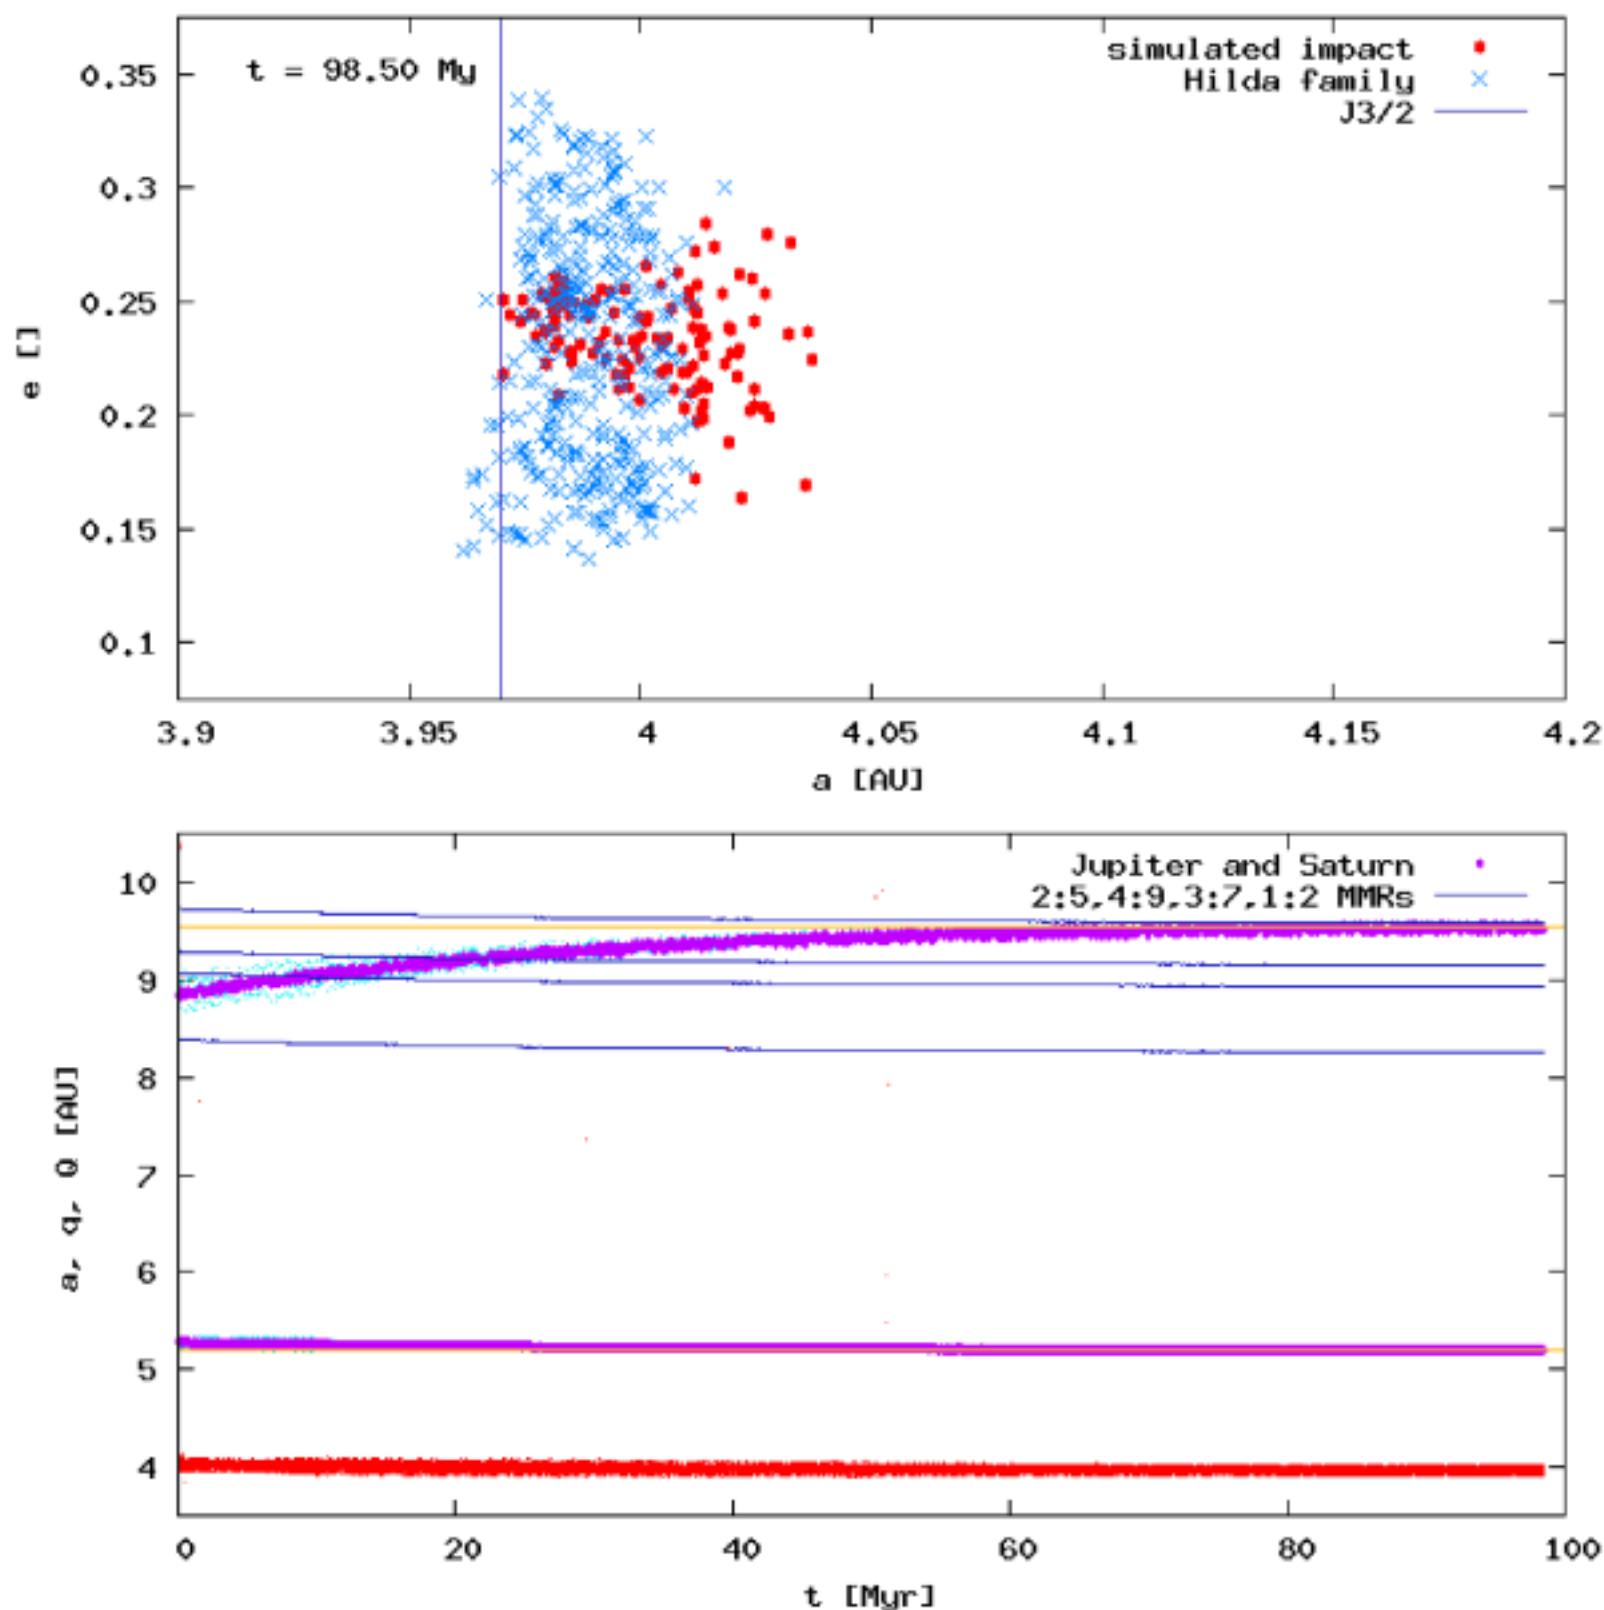 t = 98.50 My
simulated impact
Hilda family
J3/2
0.35
0.3
0.25
0.2
0.15
0.1
e []
3.9 3.95 4 4.05 4.1 4.15 4.2
a [AU]
Jupiter and Saturn
2:5,4:9,3:7,1:2 MMRs
10
9
8
7
6
5
4
a, q, Q [AU]
0 20 40 60 80 100
t [Myr]